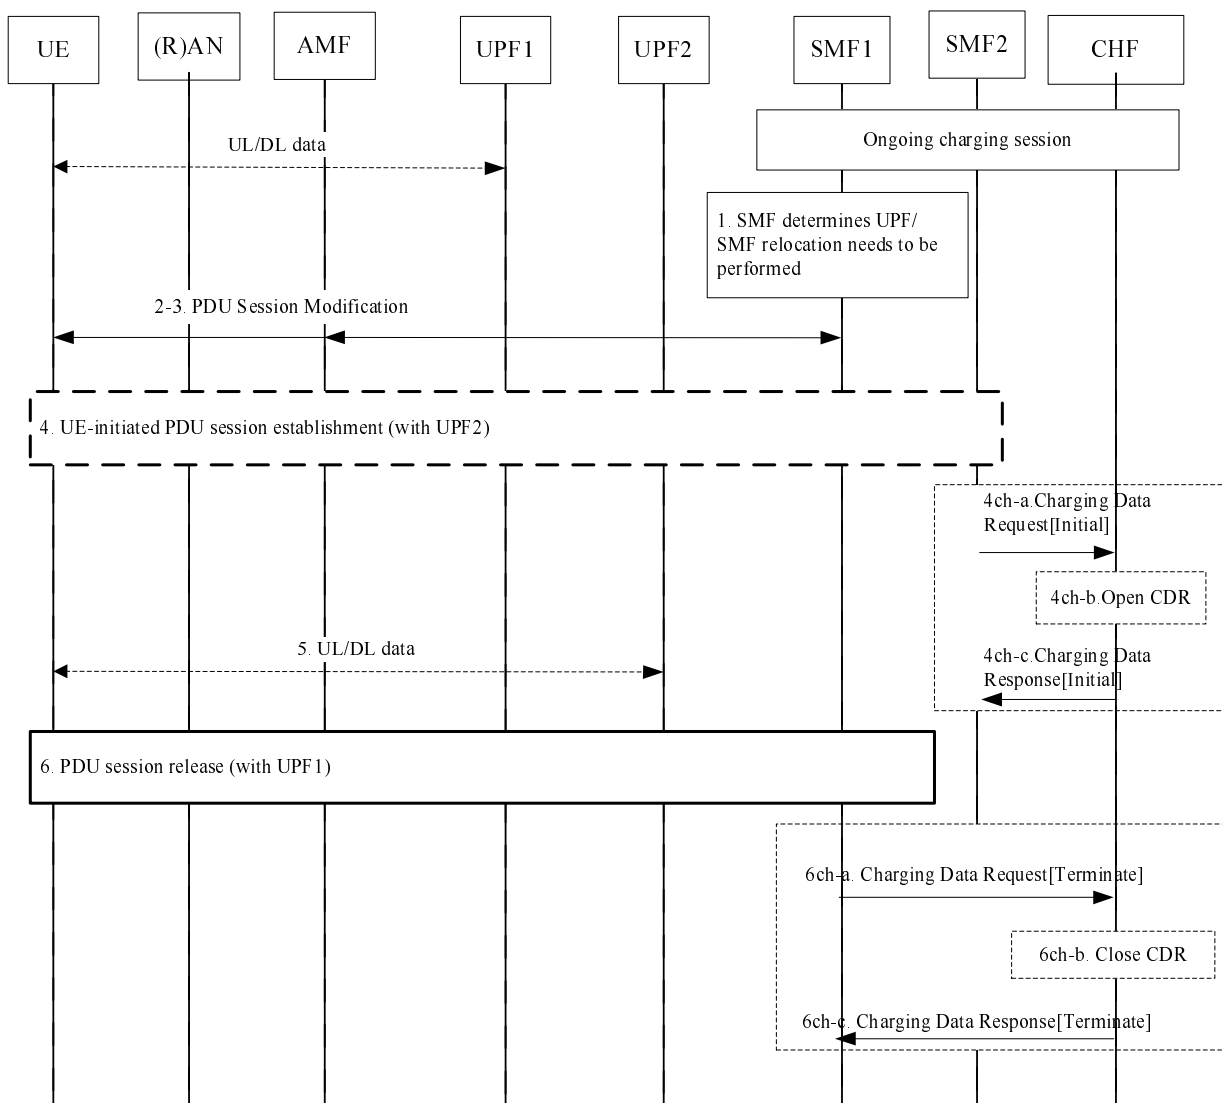 UE
(R)AN
AMF
UPF1
UPF2
SMF1
SMF2
CHF
Ongoing charging session
UL/DL data
1. SMF determines UPF/
SMF relocation needs to be
performed
2-3. PDU Session Modification
4. UE-initiated PDU session establishment (with UPF2)
4ch-a.Charging Data
Request[Initial]
4ch-b.Open CDR
5. UL/DL data
4ch-c.Charging Data
Response[Initial]
6. PDU session release (with UPF1)
6ch-a. Charging Data Request[Terminate]
6ch-b. Close CDR
6ch-c. Charging Data Response[Terminate]